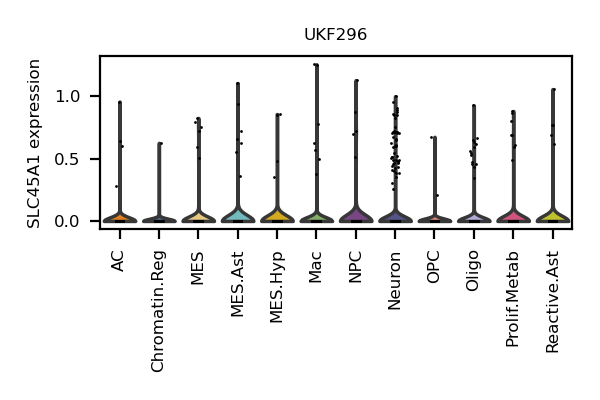 UKF296
SLC45A1 expression
1.0
0.5
0.0
AC
Chromatin.Reg
MES
MES.Ast
MES.Hyp
Mac
NPC
Neuron
OPC
Oligo
Prolif.Metab
Reactive.Ast